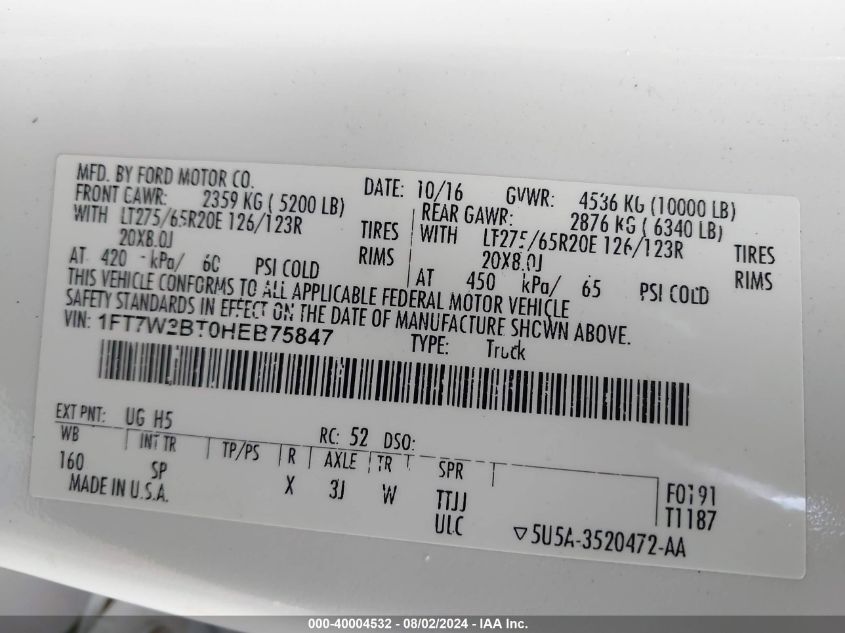 MFD. BY FORD MOTOR CO. DATE: 10/16 GVWR: 4536 KG (10000 LB)
FRONT GAWR: 2359 KG ( 5200 LB) REAR GAWR: 2876 KG ( 6340 LB)
WITH LT275/65R20E 126/123R TIRES WITH LT275/65R20E 126/123R TIRES
20X8.0J RIMS 20X8.0J RIMS
AT 420 kPa/ 60 PSI COLD AT 450 kPa/ 65 PSI COLD
THIS VEHICLE CONFORMS TO ALL APPLICABLE FEDERAL MOTOR VEHICLE
SAFETY STANDARDS IN EFFECT ON THE DATE OF MANUFACTURE SHOWN ABOVE.
VIN: 1FT7W2BT0HEB75847 TYPE: Truck
EXT PNT: UG H5 RC: 52 DSO:
WB INT TR TP/PS R AXLE TR SPR
160 SP X 3J W TTJJ F0191
MADE IN U.S.A. ULC T1187
▽5U5A-3520472-AA
000-40004532 - 08/02/2024 - IAA Inc.